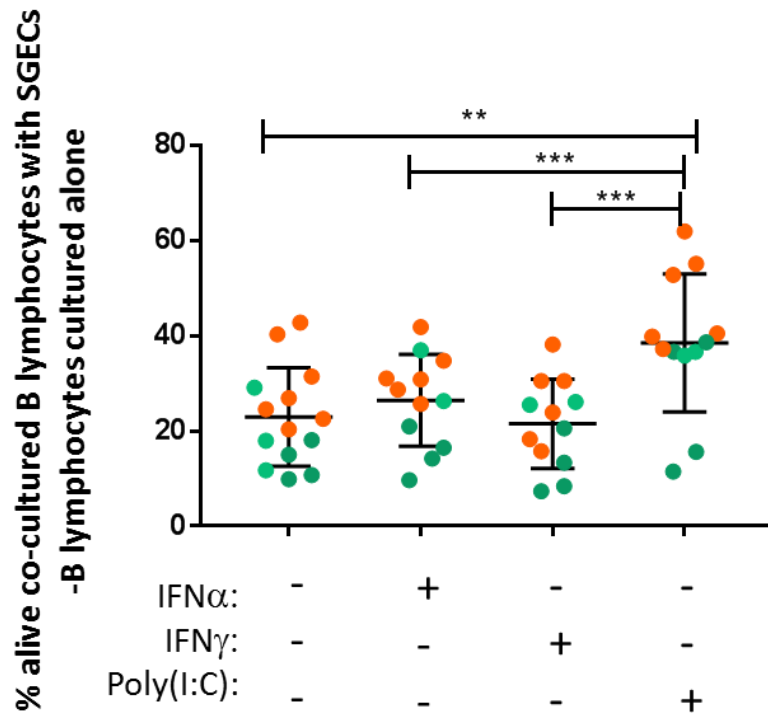 % alive co-cultured B lymphocytes with SGECs
-B lymphocytes cultured alone
**
***
***
80
60
40
20
0
IFNα: - + - -
IFNγ: - - + -
Poly(I:C): - - - +